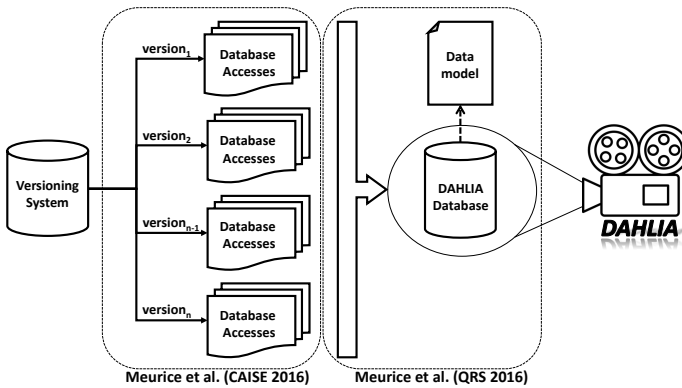 version1
Database
Accesses
version2
Database
Accesses
versionn-1
Database
Accesses
versionn
Database
Accesses
Versioning
System
Data
model
DAHLIA
Database
DAHLIA
Meurice et al. (CAISE 2016)
Meurice et al. (QRS 2016)